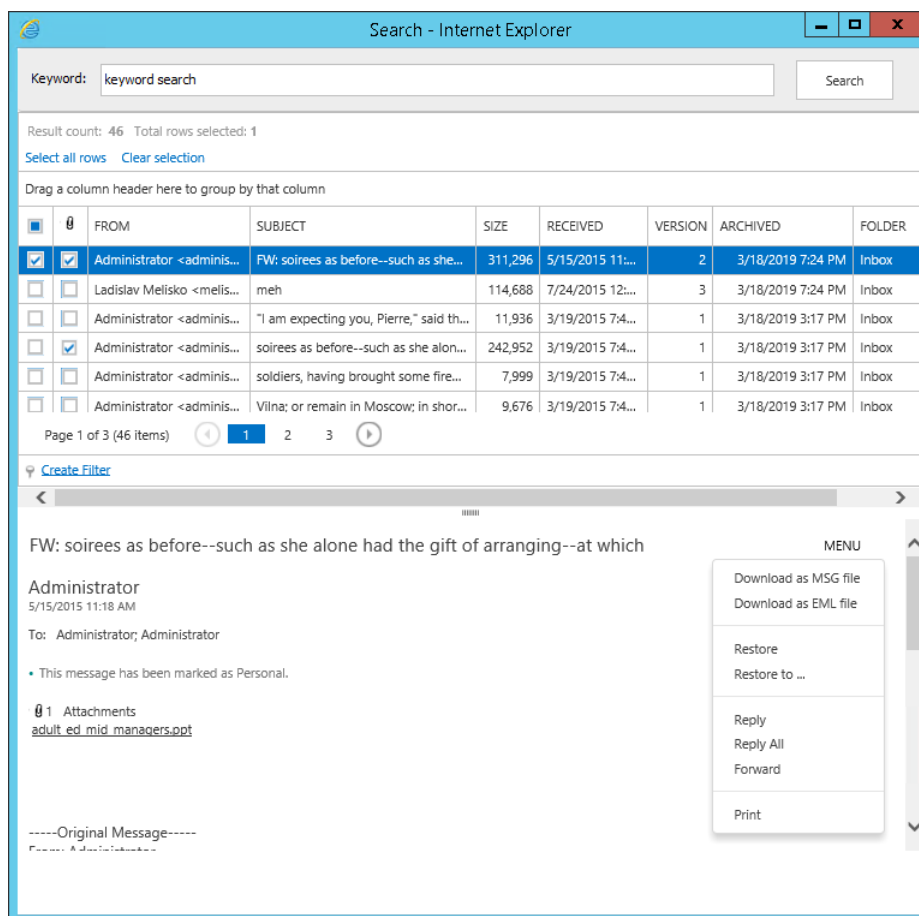 Search - Internet Explorer
Keyword: keyword search Search
Result count: 46 Total rows selected: 1
Select all rows Clear selection
Drag a column header here to group by that column
FROM SUBJECT SIZE RECEIVED VERSION ARCHIVED FOLDER
Administrator <adminis... FW: soirees as before--such as she... 311,296 5/15/2015 11:... 2 3/18/2019 7:24 PM Inbox
Ladislav Melisko <melis... meh 114,688 7/24/2015 12:... 3 3/18/2019 7:24 PM Inbox
Administrator <adminis... "I am expecting you, Pierre," said th... 11,936 3/19/2015 7:4... 1 3/18/2019 3:17 PM Inbox
Administrator <adminis... soirees as before--such as she alon... 242,952 3/19/2015 7:4... 1 3/18/2019 3:17 PM Inbox
Administrator <adminis... soldiers, having brought some fire... 7,999 3/19/2015 7:4... 1 3/18/2019 3:17 PM Inbox
Administrator <adminis... Vilna; or remain in Moscow; in shor... 9,676 3/19/2015 7:4... 1 3/18/2019 3:17 PM Inbox
Page 1 of 3 (46 items) 1 2 3
Create Filter
FW: soirees as before--such as she alone had the gift of arranging--at which MENU
Administrator
5/15/2015 11:18 AM
To: Administrator; Administrator
• This message has been marked as Personal.
1 Attachments
adult_ed_mid_managers.ppt
-----Original Message-----
From: Administrator
Download as MSG file
Download as EML file
Restore
Restore to ...
Reply
Reply All
Forward
Print